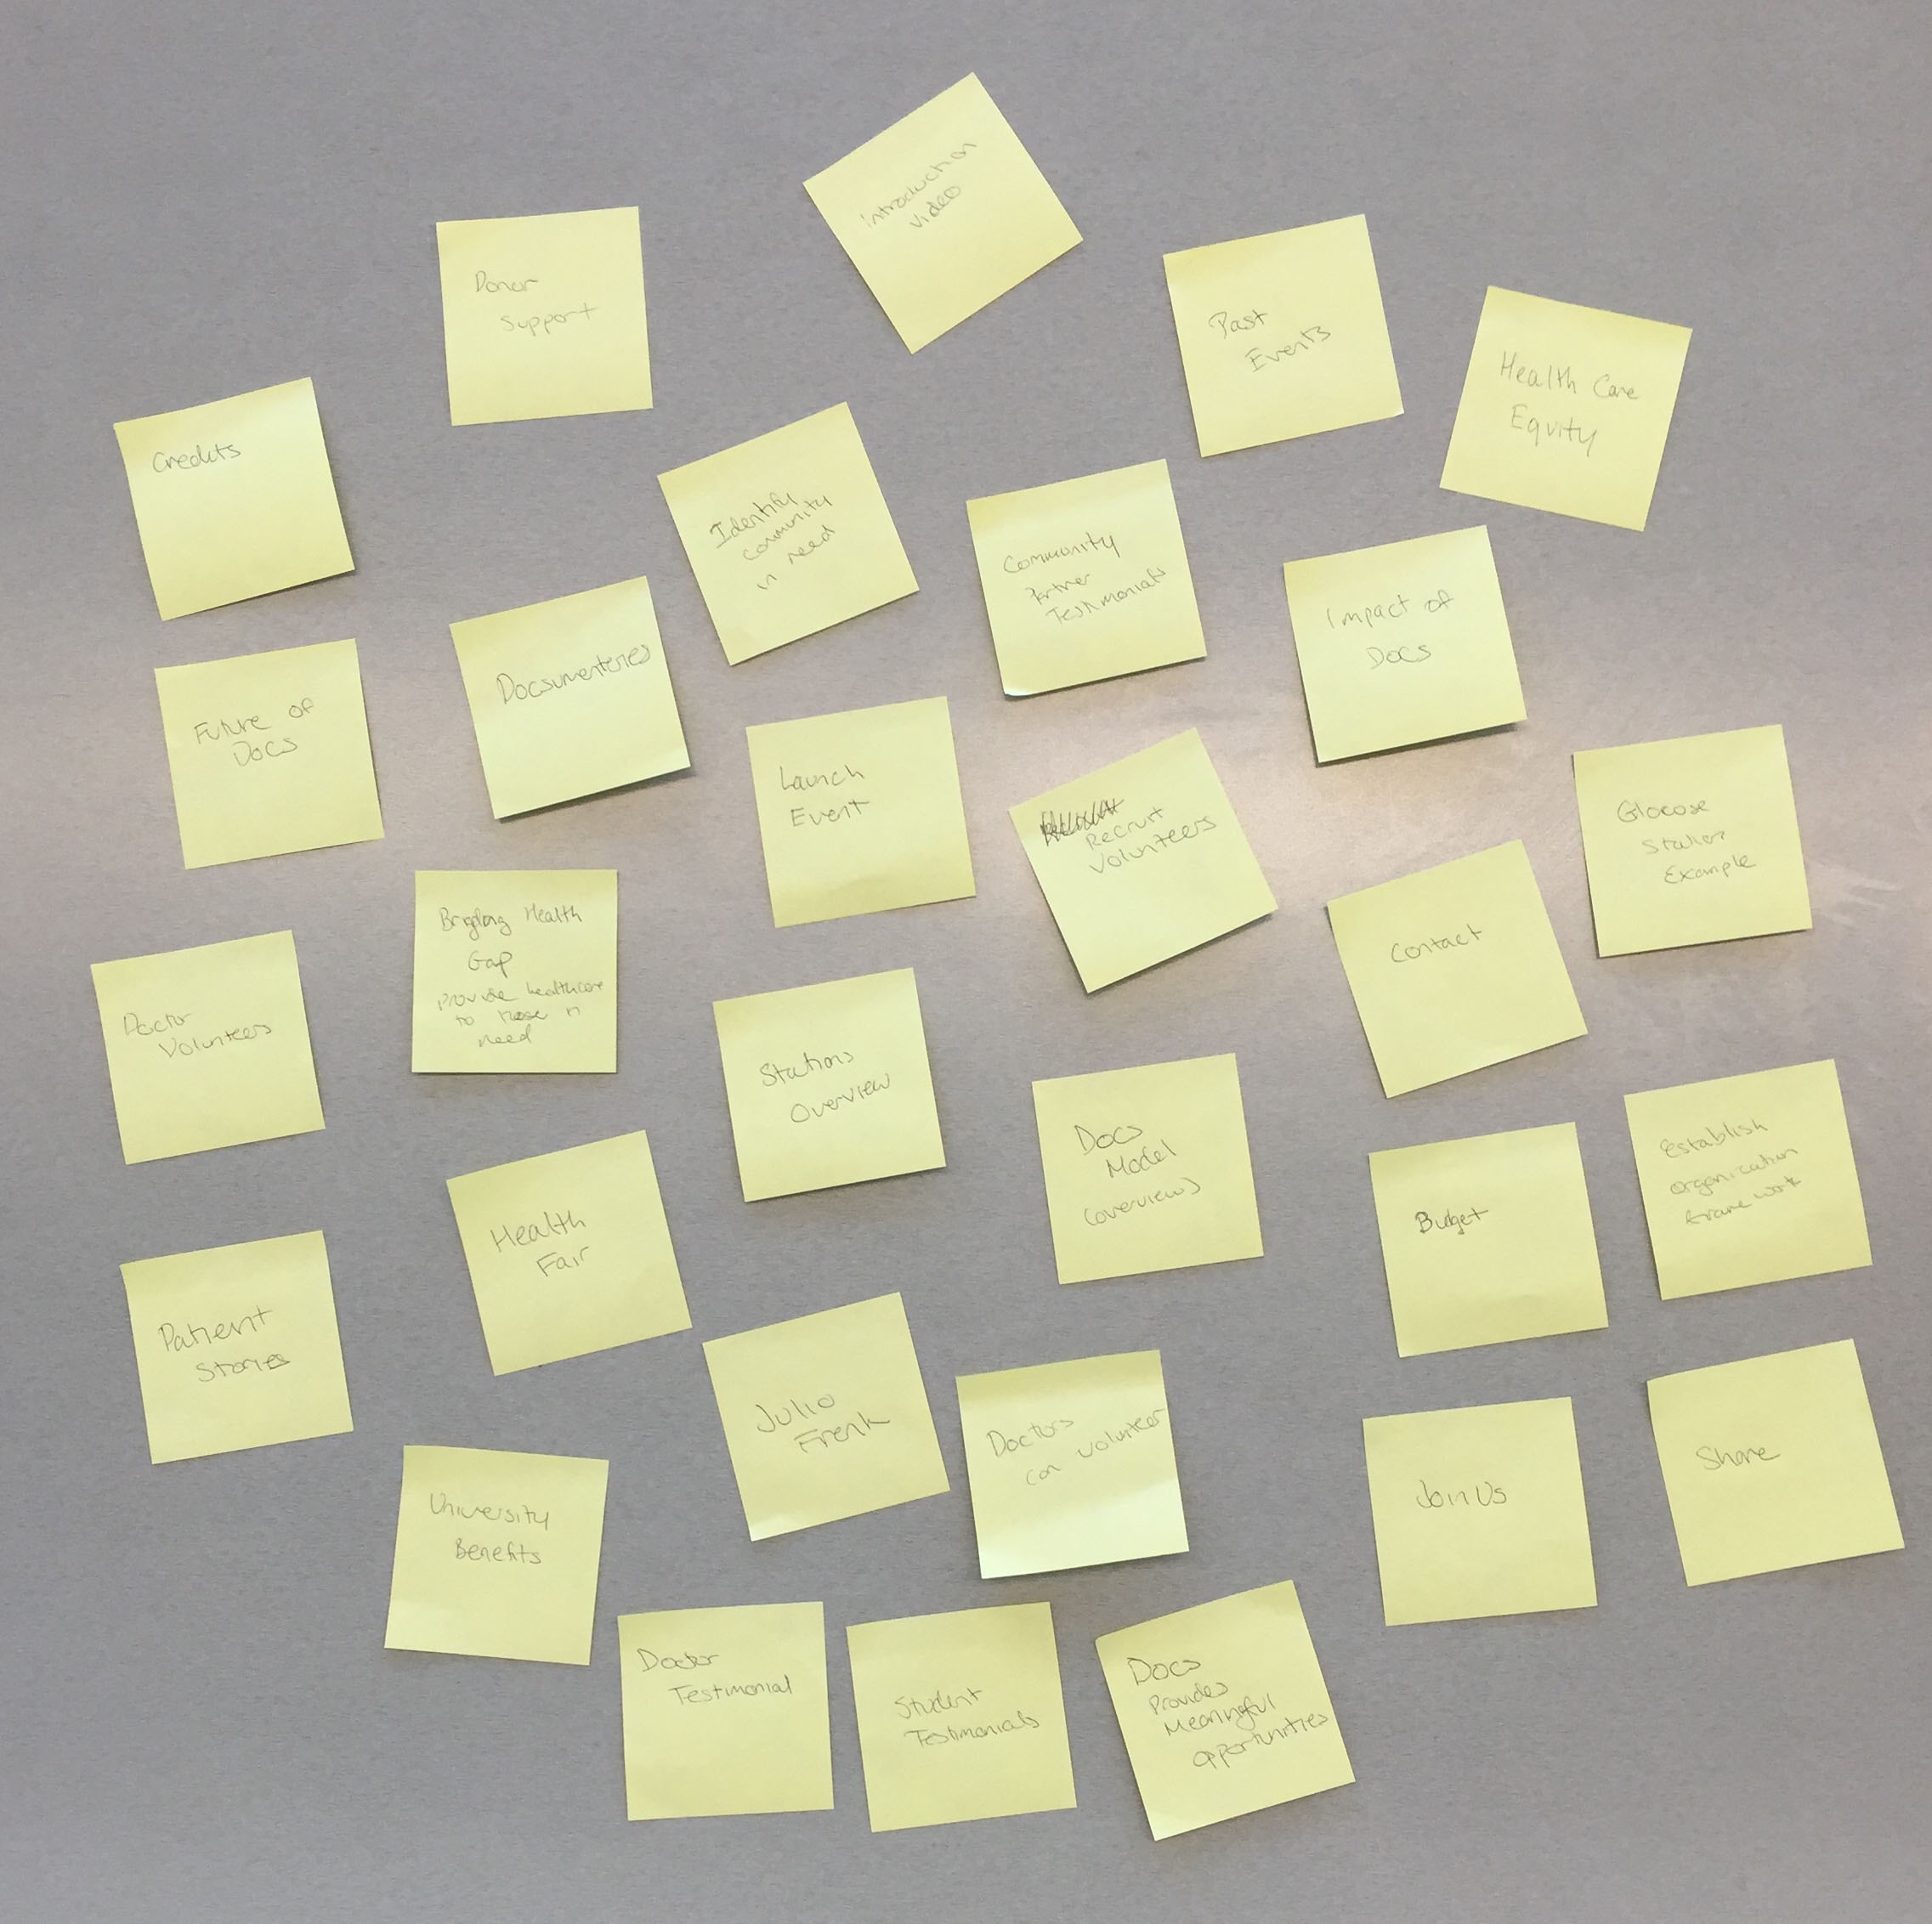 Introduction
Video
Donor
Support
Past
Events
Health Care
Equity
Credits
Identify
community
in need
Community
Partner
Testimonials
Impact of
Docs
Future of
Docs
Docsumenteries
Launch
Event
Recruit
Volunteers
Glocose
Station
Example
Bridging Health
Gap
provide healthcare
to those in
need
Contact
Doctor
Volunteers
Stations
Overview
Docs
Model
(overview)
Establish
organization
frame work
Health
Fair
Budget
Patient
Stories
Julio
Frenk
Doctors
can volunteer
Join Us
Share
University
Benefits
Doctor
Testimonial
Student
Testimonials
Docs
Provides
Meaningful
opportunities